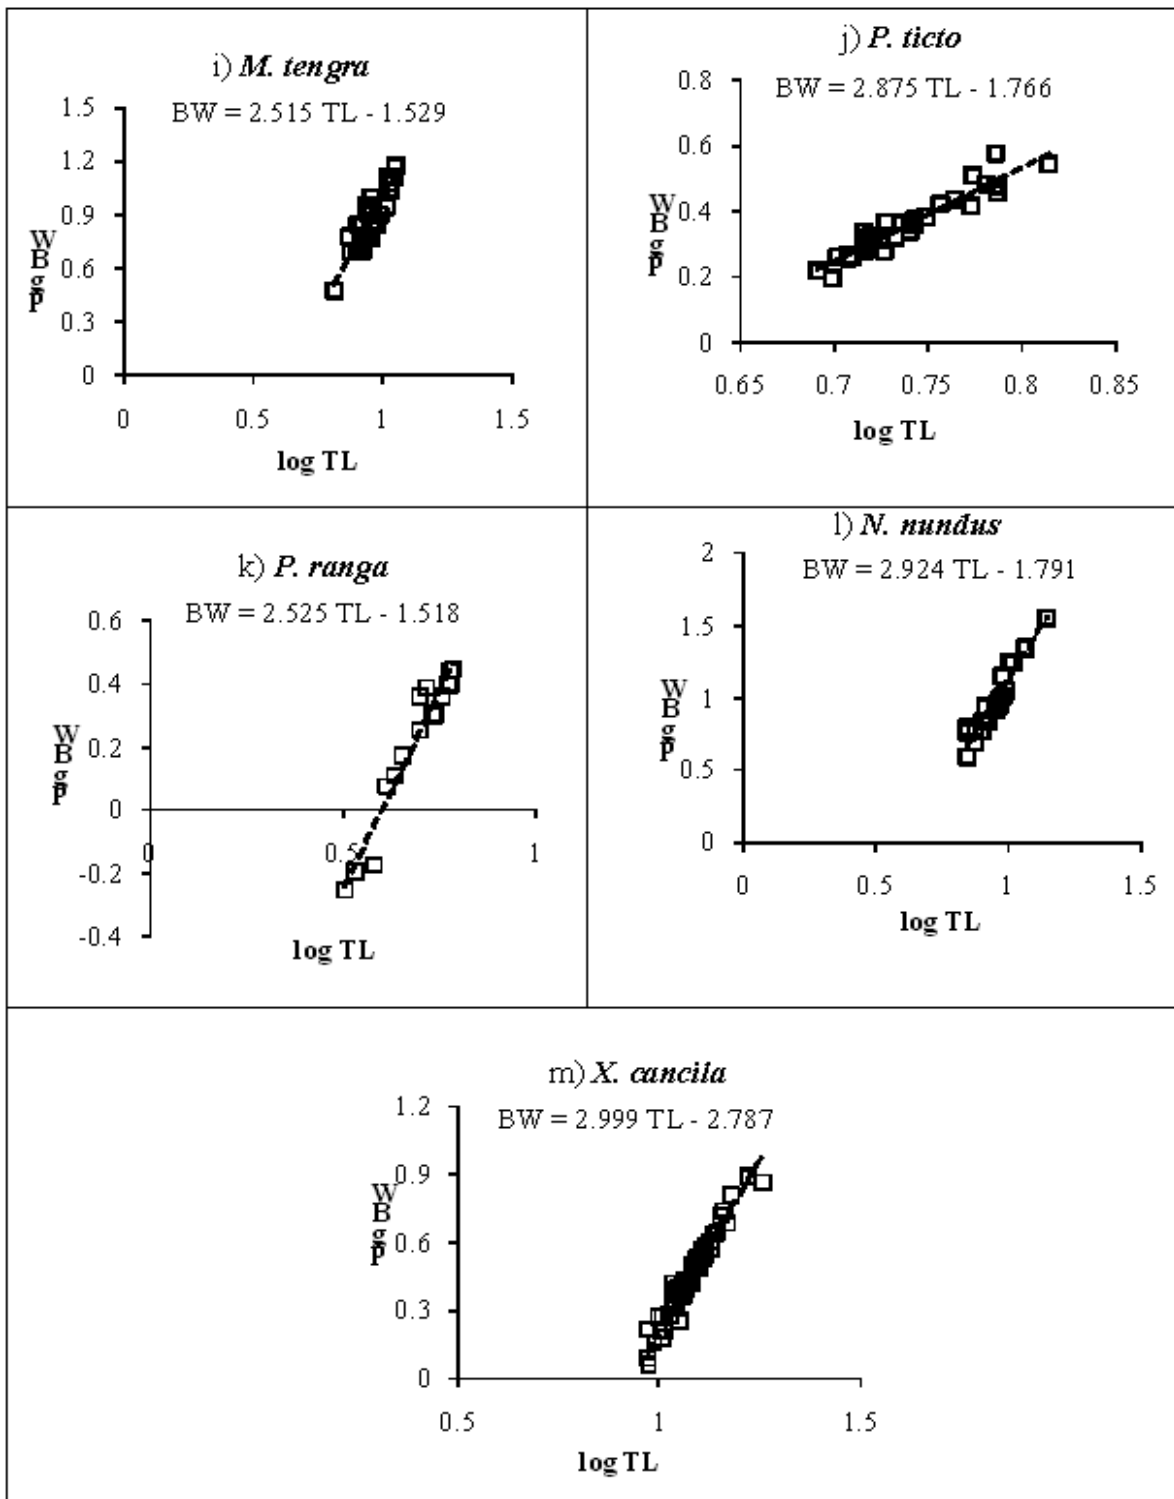 i) M. tengra
BW = 2.515 TL - 1.529
1.5
1.2
0.9
0.6
0.3
0
0 0.5 1 1.5
log TL
j) P. ticto
BW = 2.875 TL - 1.766
0.8
0.6
0.4
0.2
0
0.65 0.7 0.75 0.8 0.85
log TL
k) P. ranga
BW = 2.525 TL - 1.518
0.6
0.4
0.2
0
-0.2
-0.4
0 0.5 1
log TL
l) N. nundus
BW = 2.924 TL - 1.791
2
1.5
1
0.5
0
0 0.5 1 1.5
log TL
m) X. cancila
BW = 2.999 TL - 2.787
1.2
0.9
0.6
0.3
0
0.5 1 1.5
log TL